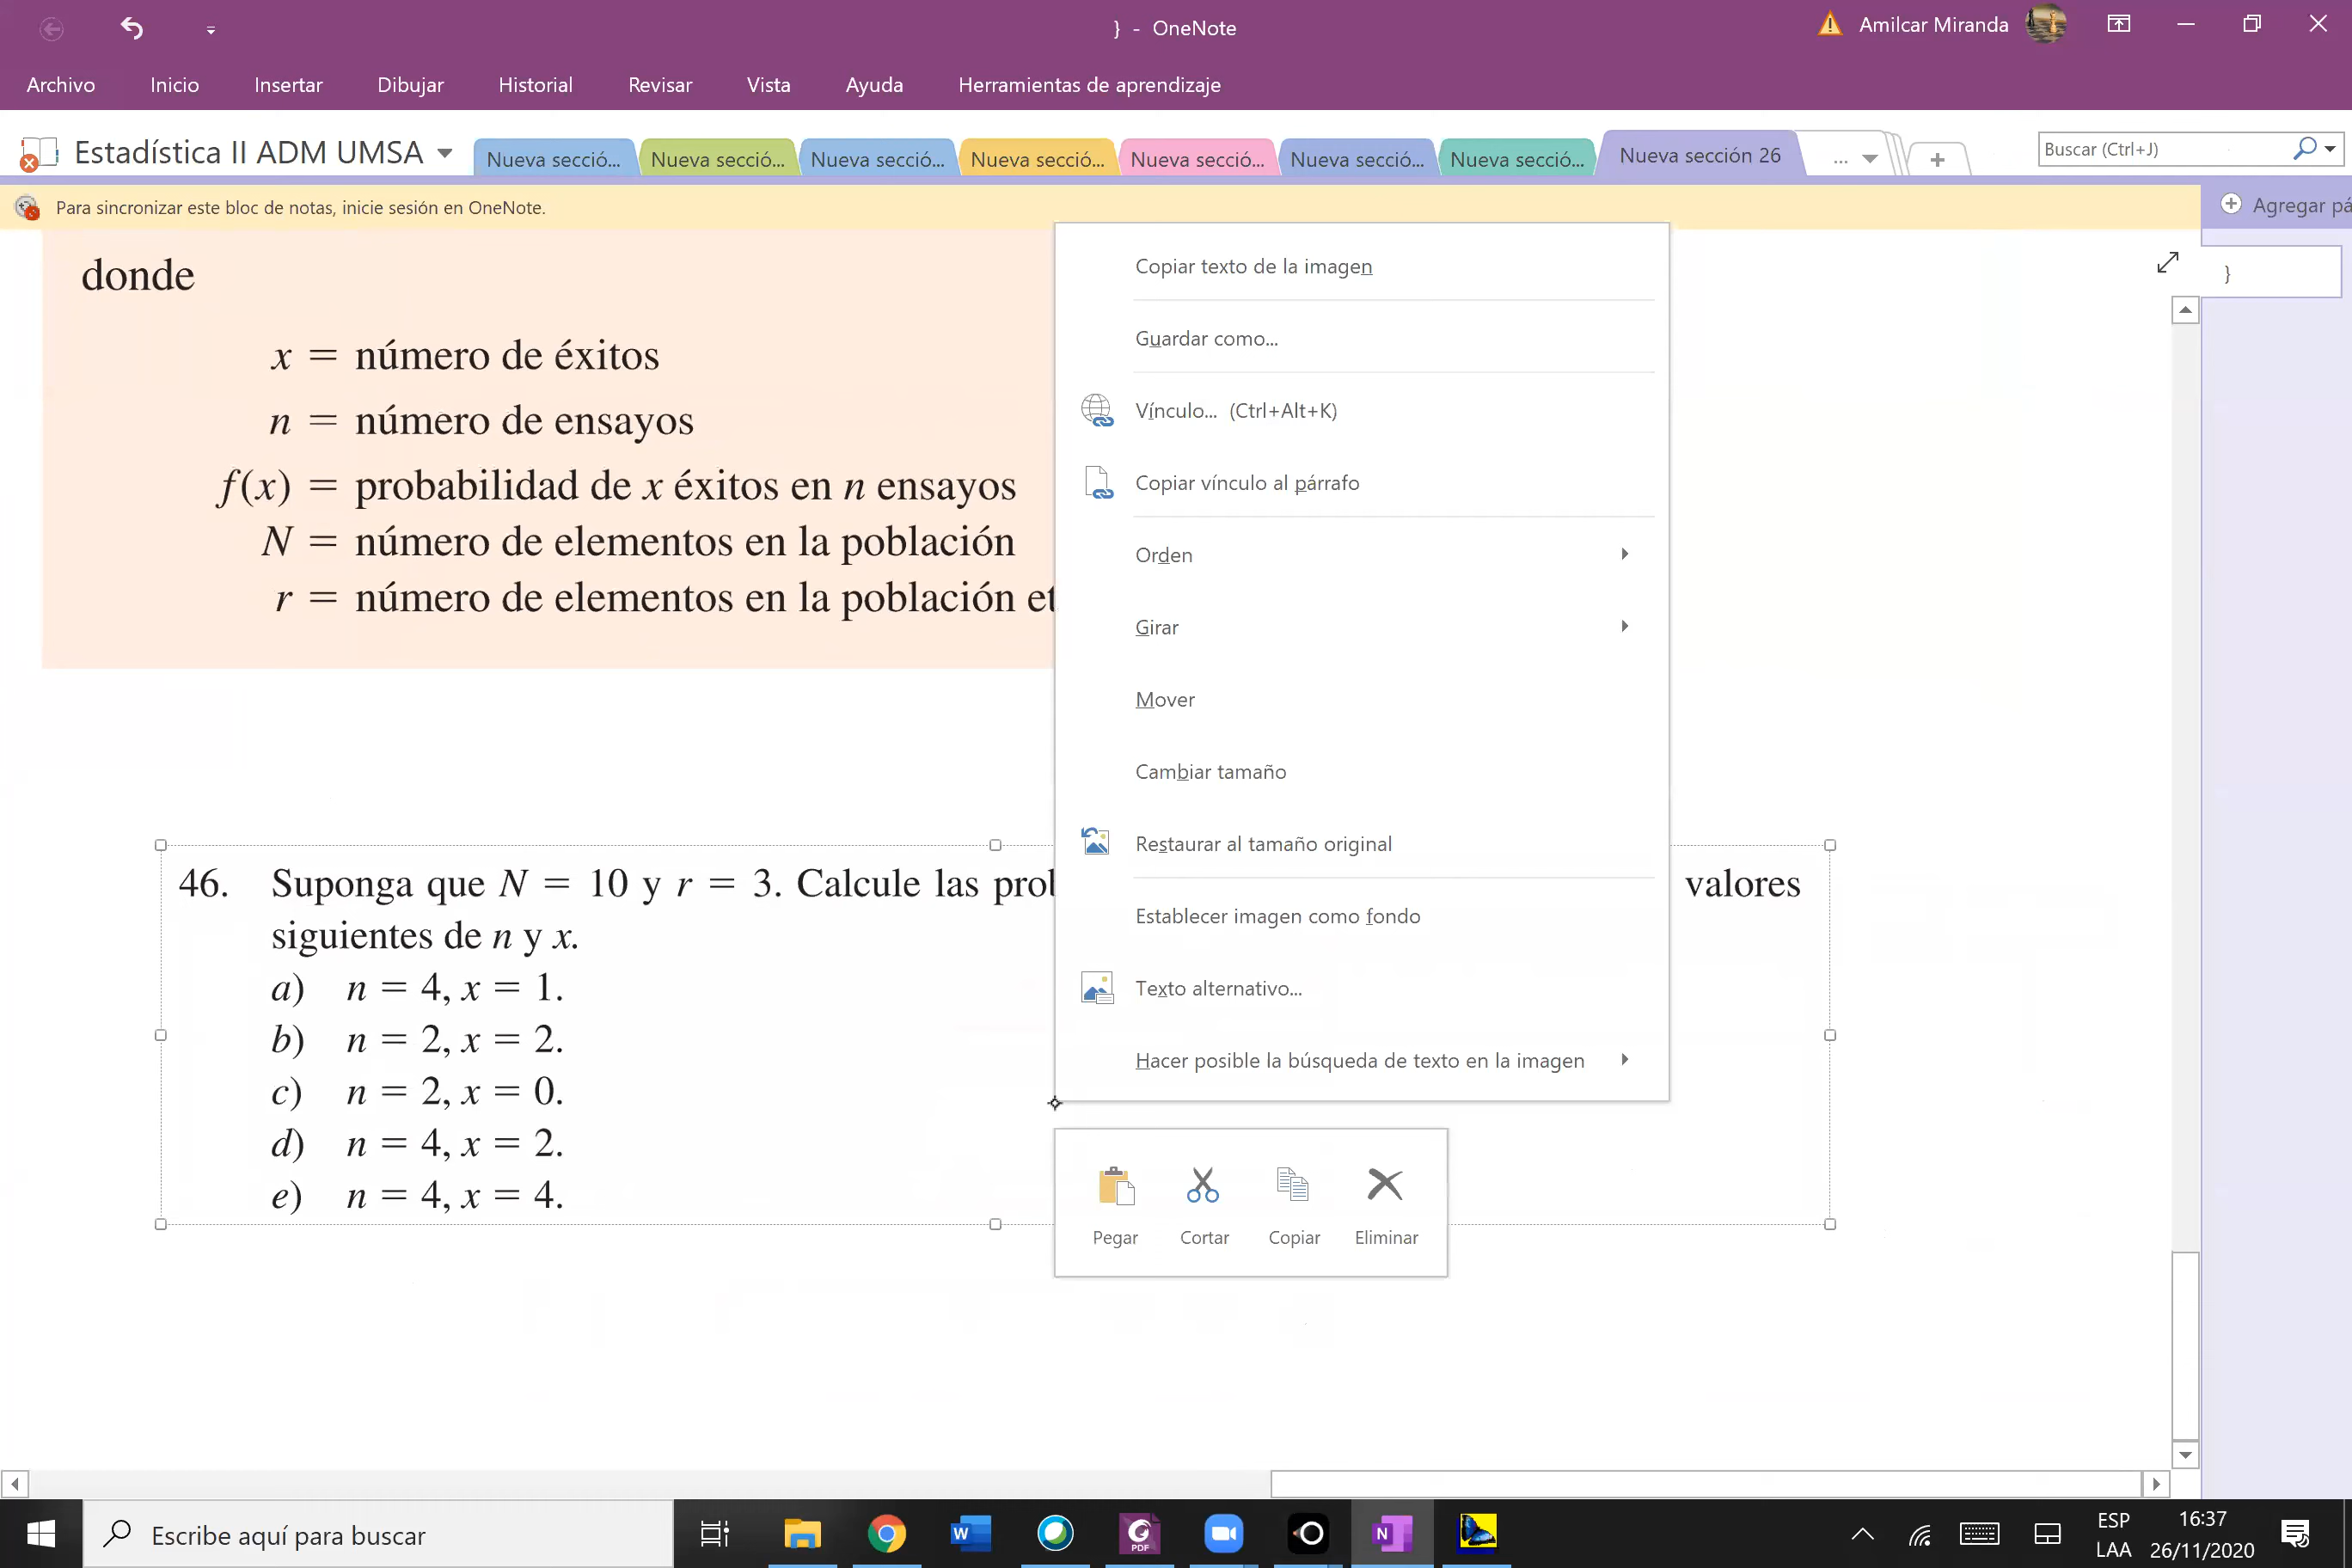 } - OneNote
Amilcar Miranda
Archivo Inicio Insertar Dibujar Historial Revisar Vista Ayuda Herramientas de aprendizaje
Estadística II ADM UMSA
Nueva secció... Nueva secció... Nueva secció... Nueva secció... Nueva secció... Nueva secció... Nueva secció... Nueva sección 26 ... +
Buscar (Ctrl+J)
Para sincronizar este bloc de notas, inicie sesión en OneNote.
Agregar pá
}
donde
x = número de éxitos
n = número de ensayos
f(x) = probabilidad de x éxitos en n ensayos
N = número de elementos en la población
r = número de elementos en la población et
Copiar texto de la imagen
Guardar como...
Vínculo... (Ctrl+Alt+K)
Copiar vínculo al párrafo
Orden
Girar
Mover
Cambiar tamaño
Restaurar al tamaño original
Establecer imagen como fondo
Texto alternativo...
Hacer posible la búsqueda de texto en la imagen
46. Suponga que N = 10 y r = 3. Calcule las prob valores
siguientes de n y x.
a) n = 4, x = 1.
b) n = 2, x = 2.
c) n = 2, x = 0.
d) n = 4, x = 2.
e) n = 4, x = 4.
Pegar Cortar Copiar Eliminar
Escribe aquí para buscar
W
PDF
N
ESP
LAA
16:37
26/11/2020